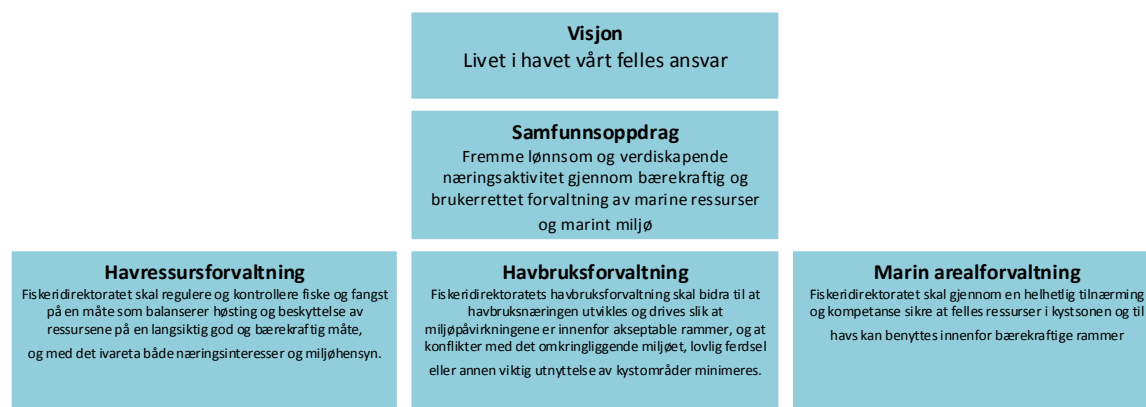 Visjon
Livet i havet vårt felles ansvar
Samfunnsoppdrag
Fremme lønnsom og verdiskapende
næringsaktivitet gjennom bærekraftig og
brukerrettet forvaltning av marine ressurser
og marint miljø
Havressursforvaltning
Fiskeridirektoratet skal regulere og kontrollere fiske og fangst
på en måte som balanserer høsting og beskyttelse av
ressursene på en langsiktig god og bærekraftig måte,
og med det ivareta både næringsinteresser og miljøhensyn.
Havbruksforvaltning
Fiskeridirektoratets havbruksforvaltning skal bidra til at
havbruksnæringen utvikles og drives slik at
miljøpåvirkningene er innenfor akseptable rammer, og at
konflikter med det omkringliggende miljøet, lovlig ferdsel
eller annen viktig utnyttelse av kystområder minimeres.
Marin arealforvaltning
Fiskeridirektoratet skal gjennom en helhetlig tilnærming
og kompetanse sikre at felles ressurser i kystsonen og til
havs kan benyttes innenfor bærekraftige rammer